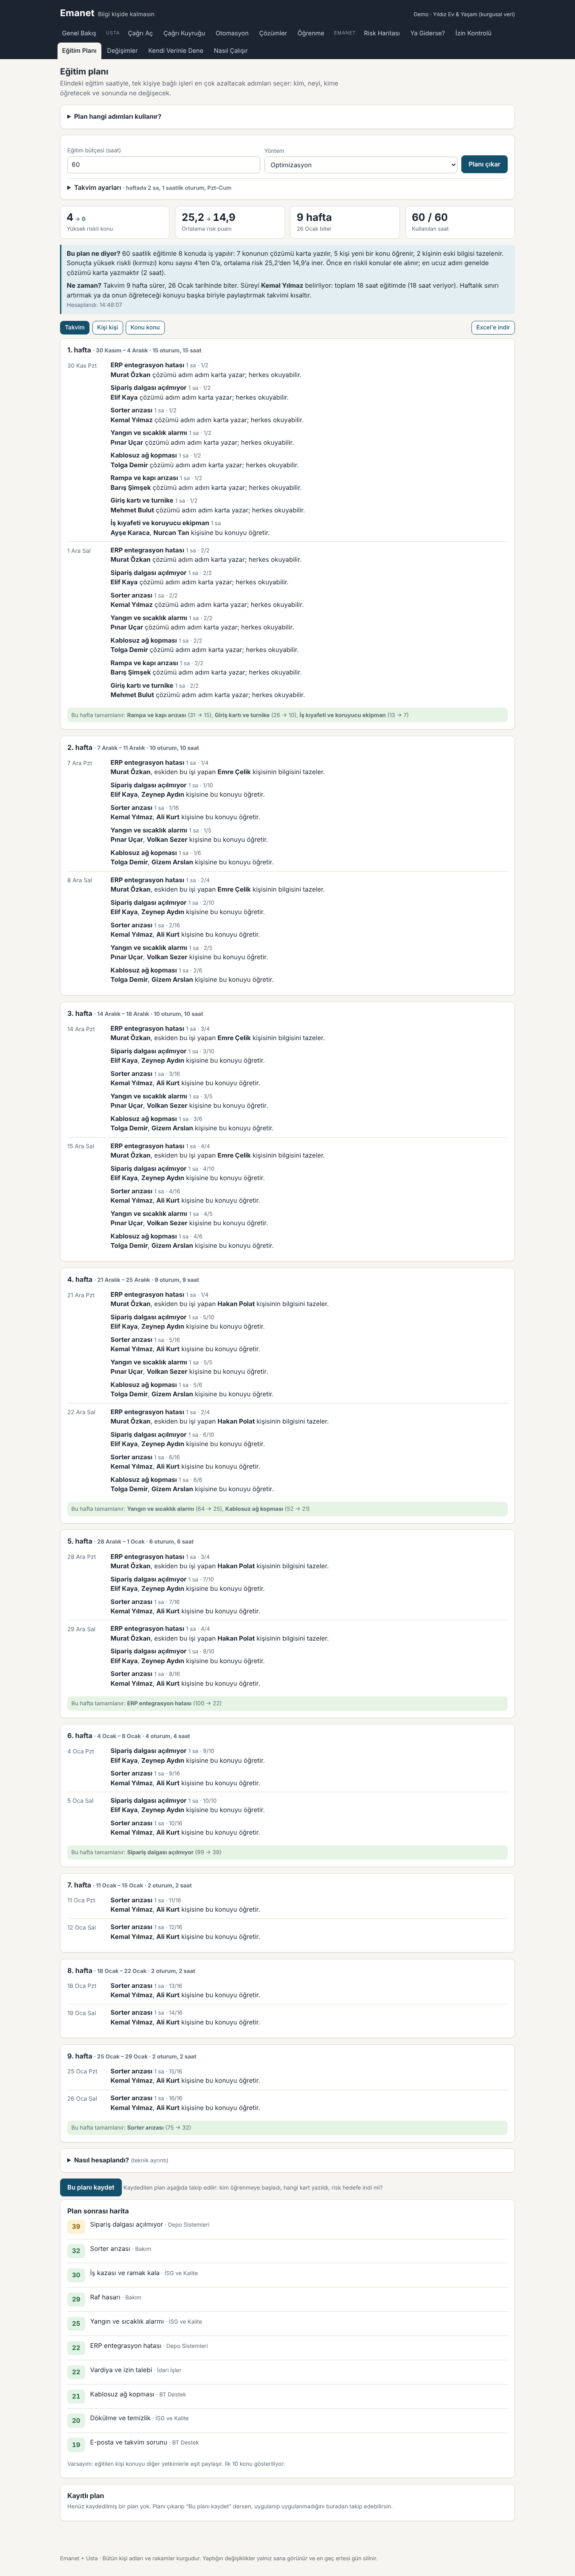 Emanet Bilgi kişide kalmasın
Demo · Yıldız Ev & Yaşam (kurgusal veri)
Genel Bakış USTA Çağrı Aç Çağrı Kuyruğu Otomasyon Çözümler Öğrenme EMANET Risk Haritası Ya Giderse? İzin Kontrolü
Eğitim Planı Değişimler Kendi Verinle Dene Nasıl Çalışır
Eğitim planı
Elindeki eğitim saatiyle, tek kişiye bağlı işleri en çok azaltacak adımları seçer: kim, neyi, kime
öğretecek ve sonunda ne değişecek.
▶ Plan hangi adımları kullanır?
Eğitim bütçesi (saat)
60
Yöntem
Optimizasyon
Planı çıkar
▶ Takvim ayarları · haftada 2 sa, 1 saatlik oturum, Pzt–Cum
4 → 0
Yüksek riskli konu
25,2 → 14,9
Ortalama risk puanı
9 hafta
26 Ocak biter
60 / 60
Kullanılan saat
Bu plan ne diyor? 60 saatlik eğitimle 8 konuda iş yapılır: 7 konunun çözümü karta yazılır, 5 kişi yeni bir konu öğrenir, 2 kişinin eski bilgisi tazelenir.
Sonuçta yüksek riskli (kırmızı) konu sayısı 4'ten 0'a, ortalama risk 25,2'den 14,9'a iner. Önce en riskli konular ele alınır; en ucuz adım genelde
çözümü karta yazmaktır (2 saat).
Ne zaman? Takvim 9 hafta sürer, 26 Ocak tarihinde biter. Süreyi Kemal Yılmaz belirliyor: toplam 18 saat eğitimde (18 saat veriyor). Haftalık sınırı
artırmak ya da onun öğreteceği konuyu başka biriyle paylaştırmak takvimi kısaltır.
Hesaplandı: 14:48:07
Takvim Kişi kişi Konu konu
Excel'e indir
1. hafta · 30 Kasım – 4 Aralık · 15 oturum, 15 saat
30 Kas Pzt
ERP entegrasyon hatası 1 sa · 1/2
Murat Özkan çözümü adım adım karta yazar; herkes okuyabilir.
Sipariş dalgası açılmıyor 1 sa · 1/2
Elif Kaya çözümü adım adım karta yazar; herkes okuyabilir.
Sorter arızası 1 sa · 1/2
Kemal Yılmaz çözümü adım adım karta yazar; herkes okuyabilir.
Yangın ve sıcaklık alarmı 1 sa · 1/2
Pınar Uçar çözümü adım adım karta yazar; herkes okuyabilir.
Kablosuz ağ kopması 1 sa · 1/2
Tolga Demir çözümü adım adım karta yazar; herkes okuyabilir.
Rampa ve kapı arızası 1 sa · 1/2
Barış Şimşek çözümü adım adım karta yazar; herkes okuyabilir.
Giriş kartı ve turnike 1 sa · 1/2
Mehmet Bulut çözümü adım adım karta yazar; herkes okuyabilir.
İş kıyafeti ve koruyucu ekipman 1 sa
Ayşe Karaca, Nurcan Tan kişisine bu konuyu öğretir.
1 Ara Sal
ERP entegrasyon hatası 1 sa · 2/2
Murat Özkan çözümü adım adım karta yazar; herkes okuyabilir.
Sipariş dalgası açılmıyor 1 sa · 2/2
Elif Kaya çözümü adım adım karta yazar; herkes okuyabilir.
Sorter arızası 1 sa · 2/2
Kemal Yılmaz çözümü adım adım karta yazar; herkes okuyabilir.
Yangın ve sıcaklık alarmı 1 sa · 2/2
Pınar Uçar çözümü adım adım karta yazar; herkes okuyabilir.
Kablosuz ağ kopması 1 sa · 2/2
Tolga Demir çözümü adım adım karta yazar; herkes okuyabilir.
Rampa ve kapı arızası 1 sa · 2/2
Barış Şimşek çözümü adım adım karta yazar; herkes okuyabilir.
Giriş kartı ve turnike 1 sa · 2/2
Mehmet Bulut çözümü adım adım karta yazar; herkes okuyabilir.
Bu hafta tamamlanır: Rampa ve kapı arızası (31 → 15), Giriş kartı ve turnike (26 → 10), İş kıyafeti ve koruyucu ekipman (13 → 7)
2. hafta · 7 Aralık – 11 Aralık · 10 oturum, 10 saat
7 Ara Pzt
ERP entegrasyon hatası 1 sa · 1/4
Murat Özkan, eskiden bu işi yapan Emre Çelik kişisinin bilgisini tazeler.
Sipariş dalgası açılmıyor 1 sa · 1/10
Elif Kaya, Zeynep Aydın kişisine bu konuyu öğretir.
Sorter arızası 1 sa · 1/16
Kemal Yılmaz, Ali Kurt kişisine bu konuyu öğretir.
Yangın ve sıcaklık alarmı 1 sa · 1/5
Pınar Uçar, Volkan Sezer kişisine bu konuyu öğretir.
Kablosuz ağ kopması 1 sa · 1/6
Tolga Demir, Gizem Arslan kişisine bu konuyu öğretir.
8 Ara Sal
ERP entegrasyon hatası 1 sa · 2/4
Murat Özkan, eskiden bu işi yapan Emre Çelik kişisinin bilgisini tazeler.
Sipariş dalgası açılmıyor 1 sa · 2/10
Elif Kaya, Zeynep Aydın kişisine bu konuyu öğretir.
Sorter arızası 1 sa · 2/16
Kemal Yılmaz, Ali Kurt kişisine bu konuyu öğretir.
Yangın ve sıcaklık alarmı 1 sa · 2/5
Pınar Uçar, Volkan Sezer kişisine bu konuyu öğretir.
Kablosuz ağ kopması 1 sa · 2/6
Tolga Demir, Gizem Arslan kişisine bu konuyu öğretir.
3. hafta · 14 Aralık – 18 Aralık · 10 oturum, 10 saat
14 Ara Pzt
ERP entegrasyon hatası 1 sa · 3/4
Murat Özkan, eskiden bu işi yapan Emre Çelik kişisinin bilgisini tazeler.
Sipariş dalgası açılmıyor 1 sa · 3/10
Elif Kaya, Zeynep Aydın kişisine bu konuyu öğretir.
Sorter arızası 1 sa · 3/16
Kemal Yılmaz, Ali Kurt kişisine bu konuyu öğretir.
Yangın ve sıcaklık alarmı 1 sa · 3/5
Pınar Uçar, Volkan Sezer kişisine bu konuyu öğretir.
Kablosuz ağ kopması 1 sa · 3/6
Tolga Demir, Gizem Arslan kişisine bu konuyu öğretir.
15 Ara Sal
ERP entegrasyon hatası 1 sa · 4/4
Murat Özkan, eskiden bu işi yapan Emre Çelik kişisinin bilgisini tazeler.
Sipariş dalgası açılmıyor 1 sa · 4/10
Elif Kaya, Zeynep Aydın kişisine bu konuyu öğretir.
Sorter arızası 1 sa · 4/16
Kemal Yılmaz, Ali Kurt kişisine bu konuyu öğretir.
Yangın ve sıcaklık alarmı 1 sa · 4/5
Pınar Uçar, Volkan Sezer kişisine bu konuyu öğretir.
Kablosuz ağ kopması 1 sa · 4/6
Tolga Demir, Gizem Arslan kişisine bu konuyu öğretir.
4. hafta · 21 Aralık – 25 Aralık · 9 oturum, 9 saat
21 Ara Pzt
ERP entegrasyon hatası 1 sa · 1/4
Murat Özkan, eskiden bu işi yapan Hakan Polat kişisinin bilgisini tazeler.
Sipariş dalgası açılmıyor 1 sa · 5/10
Elif Kaya, Zeynep Aydın kişisine bu konuyu öğretir.
Sorter arızası 1 sa · 5/16
Kemal Yılmaz, Ali Kurt kişisine bu konuyu öğretir.
Yangın ve sıcaklık alarmı 1 sa · 5/5
Pınar Uçar, Volkan Sezer kişisine bu konuyu öğretir.
Kablosuz ağ kopması 1 sa · 5/6
Tolga Demir, Gizem Arslan kişisine bu konuyu öğretir.
22 Ara Sal
ERP entegrasyon hatası 1 sa · 2/4
Murat Özkan, eskiden bu işi yapan Hakan Polat kişisinin bilgisini tazeler.
Sipariş dalgası açılmıyor 1 sa · 6/10
Elif Kaya, Zeynep Aydın kişisine bu konuyu öğretir.
Sorter arızası 1 sa · 6/16
Kemal Yılmaz, Ali Kurt kişisine bu konuyu öğretir.
Kablosuz ağ kopması 1 sa · 6/6
Tolga Demir, Gizem Arslan kişisine bu konuyu öğretir.
Bu hafta tamamlanır: Yangın ve sıcaklık alarmı (64 → 25), Kablosuz ağ kopması (52 → 21)
5. hafta · 28 Aralık – 1 Ocak · 6 oturum, 6 saat
28 Ara Pzt
ERP entegrasyon hatası 1 sa · 3/4
Murat Özkan, eskiden bu işi yapan Hakan Polat kişisinin bilgisini tazeler.
Sipariş dalgası açılmıyor 1 sa · 7/10
Elif Kaya, Zeynep Aydın kişisine bu konuyu öğretir.
Sorter arızası 1 sa · 7/16
Kemal Yılmaz, Ali Kurt kişisine bu konuyu öğretir.
29 Ara Sal
ERP entegrasyon hatası 1 sa · 4/4
Murat Özkan, eskiden bu işi yapan Hakan Polat kişisinin bilgisini tazeler.
Sipariş dalgası açılmıyor 1 sa · 8/10
Elif Kaya, Zeynep Aydın kişisine bu konuyu öğretir.
Sorter arızası 1 sa · 8/16
Kemal Yılmaz, Ali Kurt kişisine bu konuyu öğretir.
Bu hafta tamamlanır: ERP entegrasyon hatası (100 → 22)
6. hafta · 4 Ocak – 8 Ocak · 4 oturum, 4 saat
4 Oca Pzt
Sipariş dalgası açılmıyor 1 sa · 9/10
Elif Kaya, Zeynep Aydın kişisine bu konuyu öğretir.
Sorter arızası 1 sa · 9/16
Kemal Yılmaz, Ali Kurt kişisine bu konuyu öğretir.
5 Oca Sal
Sipariş dalgası açılmıyor 1 sa · 10/10
Elif Kaya, Zeynep Aydın kişisine bu konuyu öğretir.
Sorter arızası 1 sa · 10/16
Kemal Yılmaz, Ali Kurt kişisine bu konuyu öğretir.
Bu hafta tamamlanır: Sipariş dalgası açılmıyor (99 → 39)
7. hafta · 11 Ocak – 15 Ocak · 2 oturum, 2 saat
11 Oca Pzt
Sorter arızası 1 sa · 11/16
Kemal Yılmaz, Ali Kurt kişisine bu konuyu öğretir.
12 Oca Sal
Sorter arızası 1 sa · 12/16
Kemal Yılmaz, Ali Kurt kişisine bu konuyu öğretir.
8. hafta · 18 Ocak – 22 Ocak · 2 oturum, 2 saat
18 Oca Pzt
Sorter arızası 1 sa · 13/16
Kemal Yılmaz, Ali Kurt kişisine bu konuyu öğretir.
19 Oca Sal
Sorter arızası 1 sa · 14/16
Kemal Yılmaz, Ali Kurt kişisine bu konuyu öğretir.
9. hafta · 25 Ocak – 29 Ocak · 2 oturum, 2 saat
25 Oca Pzt
Sorter arızası 1 sa · 15/16
Kemal Yılmaz, Ali Kurt kişisine bu konuyu öğretir.
26 Oca Sal
Sorter arızası 1 sa · 16/16
Kemal Yılmaz, Ali Kurt kişisine bu konuyu öğretir.
Bu hafta tamamlanır: Sorter arızası (75 → 32)
▶ Nasıl hesaplandı? (teknik ayrıntı)
Bu planı kaydet Kaydedilen plan aşağıda takip edilir: kim öğrenmeye başladı, hangi kart yazıldı, risk hedefe indi mi?
Plan sonrası harita
39 Sipariş dalgası açılmıyor · Depo Sistemleri
32 Sorter arızası · Bakım
30 İş kazası ve ramak kala · İSG ve Kalite
29 Raf hasarı · Bakım
25 Yangın ve sıcaklık alarmı · İSG ve Kalite
22 ERP entegrasyon hatası · Depo Sistemleri
22 Vardiya ve izin talebi · İdari İşler
21 Kablosuz ağ kopması · BT Destek
20 Dökülme ve temizlik · İSG ve Kalite
19 E-posta ve takvim sorunu · BT Destek
Varsayım: eğitilen kişi konuyu diğer yetkinlerle eşit paylaşır. İlk 10 konu gösteriliyor.
Kayıtlı plan
Henüz kaydedilmiş bir plan yok. Planı çıkarıp "Bu planı kaydet" dersen, uygulanıp uygulanmadığını buradan takip edebilirsin.
Emanet + Usta · Bütün kişi adları ve rakamlar kurgudur. Yaptığın değişiklikler yalnız sana görünür ve en geç ertesi gün silinir.